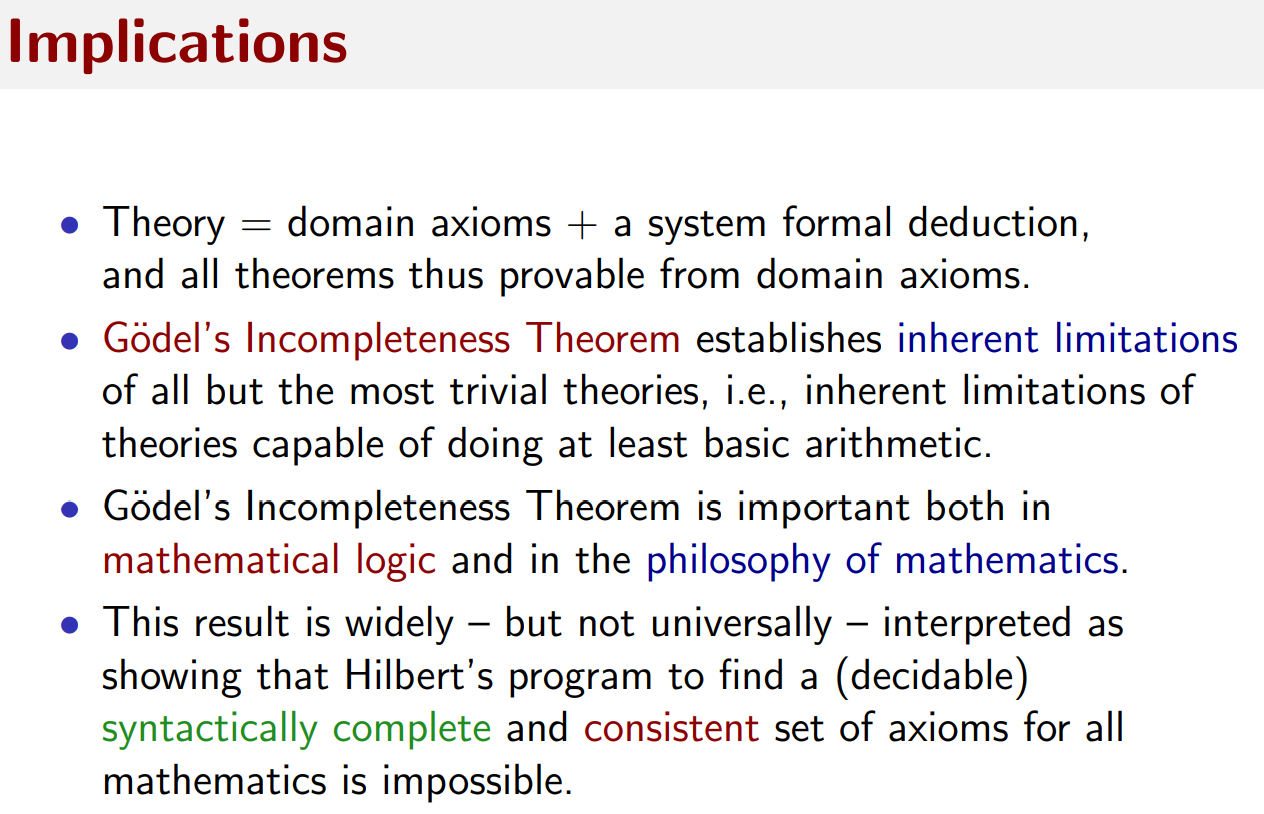 Implications
• Theory = domain axioms + a system formal deduction,
and all theorems thus provable from domain axioms.
• Gödel's Incompleteness Theorem establishes inherent limitations
of all but the most trivial theories, i.e., inherent limitations of
theories capable of doing at least basic arithmetic.
• Gödel's Incompleteness Theorem is important both in
mathematical logic and in the philosophy of mathematics.
• This result is widely – but not universally – interpreted as
showing that Hilbert's program to find a (decidable)
syntactically complete and consistent set of axioms for all
mathematics is impossible.